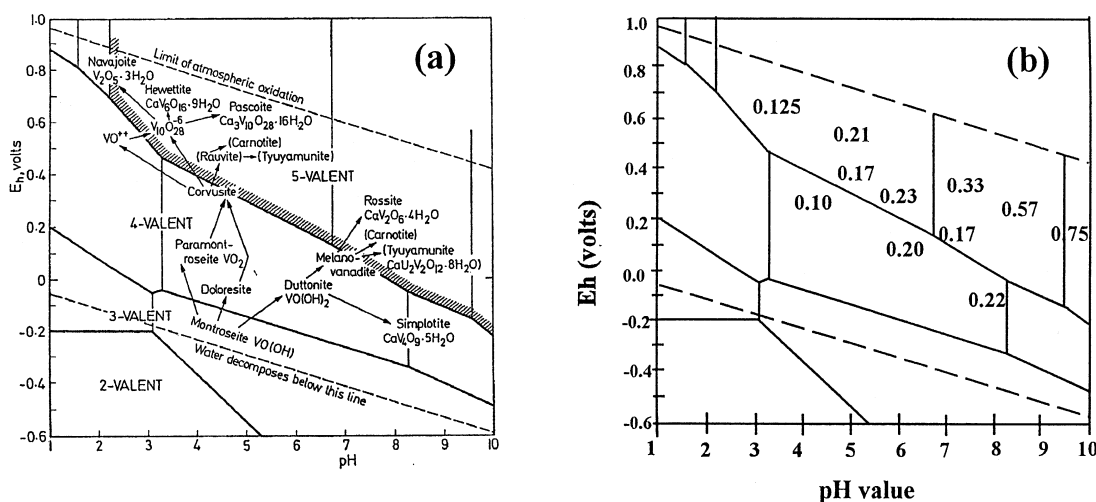 (a)
1.0
0.8
0.6
0.4
0.2
0
-0.2
-0.4
-0.6
Eh, volts
1 2 3 4 5 6 7 8 9 10
pH
Limit of atmospheric oxidation
Navajoite
V2O5·3H2O
Hewettite
CaV6O16·9H2O
Pascoite
Ca3V10O28·16H2O
V10O28-6
VO++
(Carnotite)
(Rauvite)→(Tyuyamunite)
5-VALENT
Corvusite
4-VALENT
Rossite
CaV2O6·4H2O
(Carnotite)
(Tyuyamunite
CaU2V2O12·8H2O)
Paramont-
roseite VO2
Melano-
vanadite
Duttonite
VO(OH)2
Doloresite
3-VALENT
Montroseite VO(OH)
Simplotite
CaV4O9·5H2O
Water decomposes below this line
2-VALENT
(b)
1.0
0.8
0.6
0.4
0.2
0.0
-0.2
-0.4
-0.6
Eh (volts)
1 2 3 4 5 6 7 8 9 10
pH value
0.125
0.21
0.17
0.10
0.23
0.33
0.57
0.20
0.17
0.75
0.22